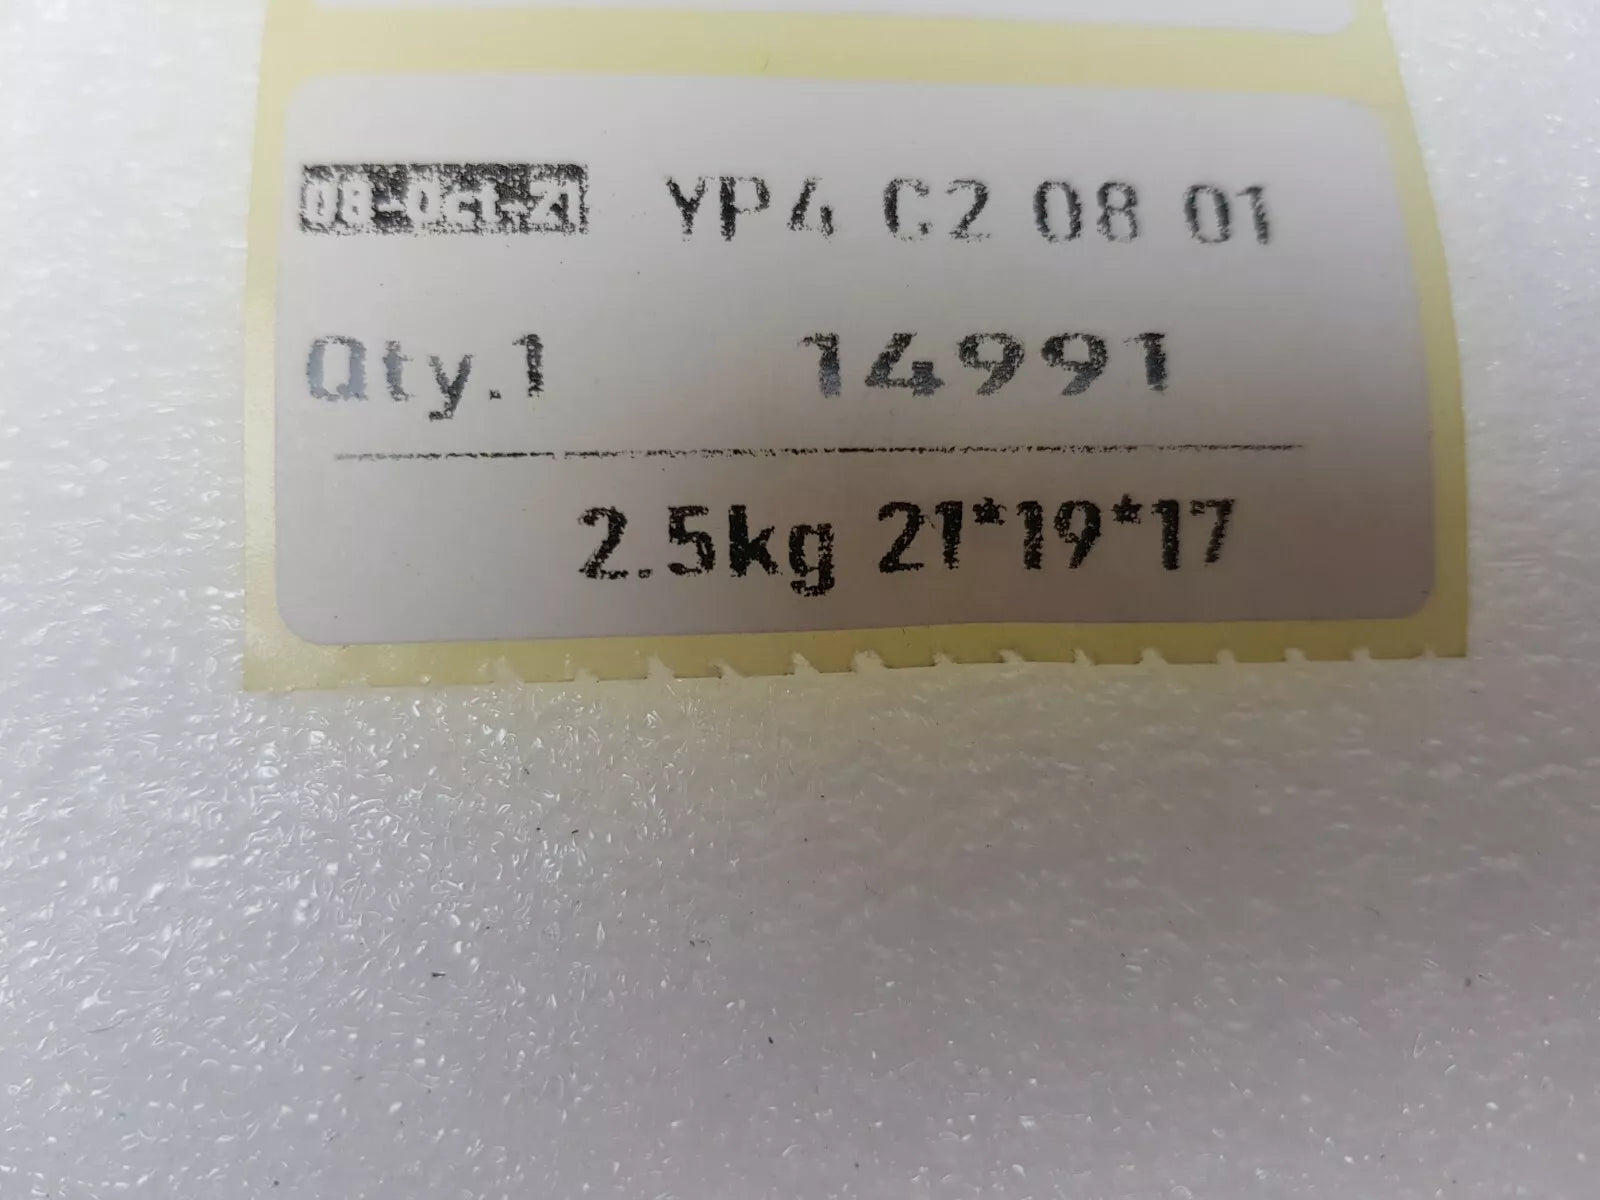 08-Oct-21 YP4 C2 08 01
Qty.1 14991
2.5kg 21*19*17